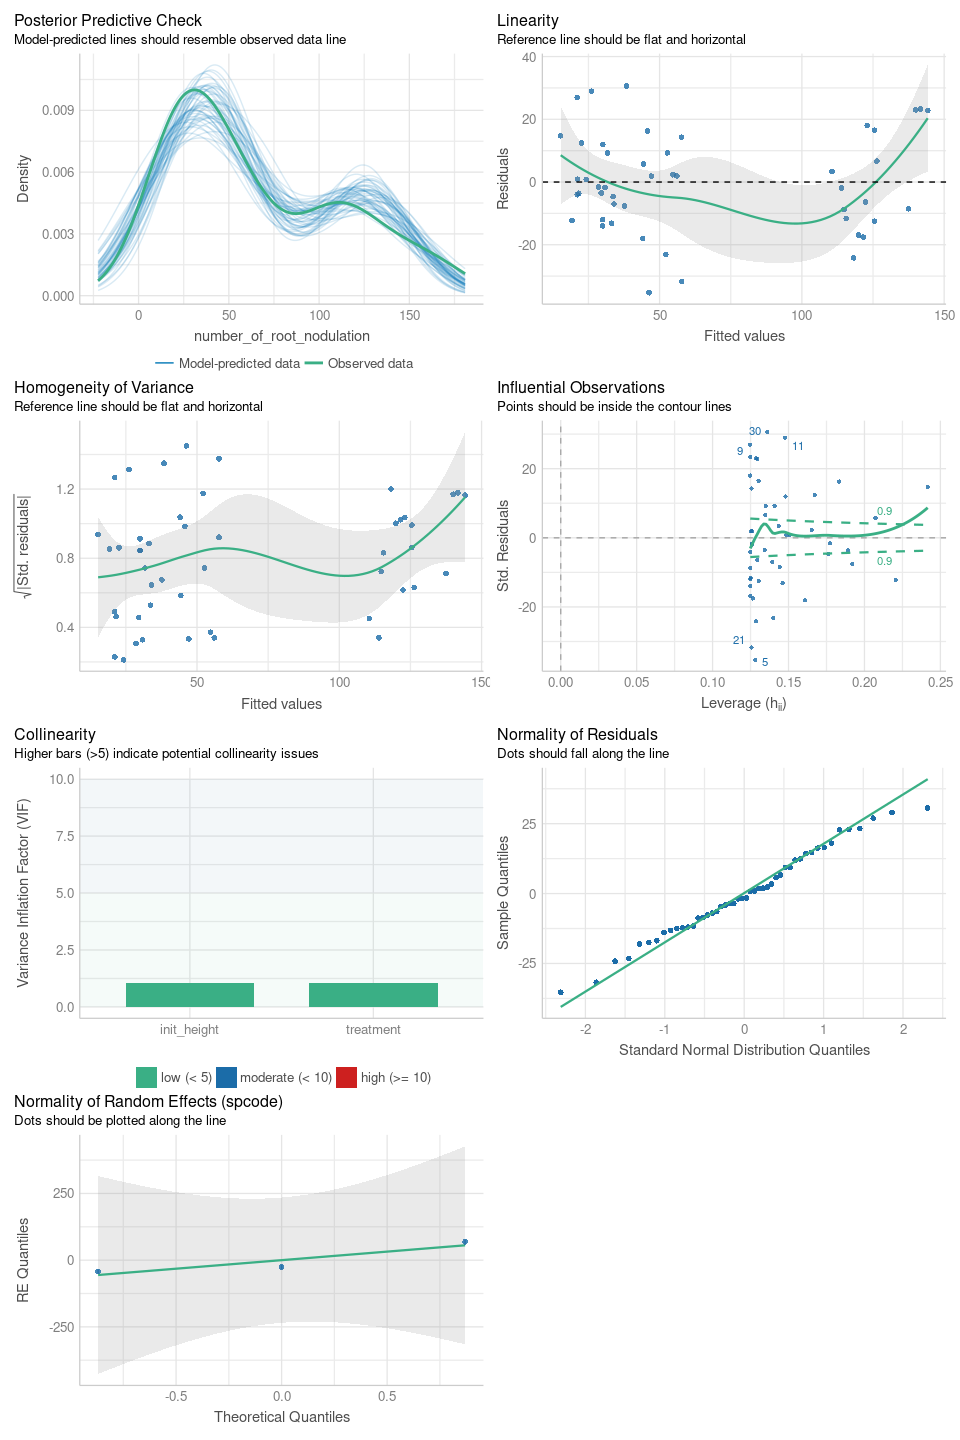 Posterior Predictive Check
Model-predicted lines should resemble observed data line
0.009
0.006
0.003
0.000
Density
0
50
100
150
number_of_root_nodulation
Model-predicted data
Observed data
Linearity
Reference line should be flat and horizontal
40
20
0
-20
Residuals
50
100
150
Fitted values
Homogeneity of Variance
Reference line should be flat and horizontal
1.2
0.8
0.4
√|Std. residuals|
50
100
150
Fitted values
Influential Observations
Points should be inside the contour lines
20
0
-20
Std. Residuals
30
11
9
0.9
0.9
21
5
0.00
0.05
0.10
0.15
0.20
0.25
Leverage (hii)
Collinearity
Higher bars (>5) indicate potential collinearity issues
10.0
7.5
5.0
2.5
0.0
Variance Inflation Factor (VIF)
init_height
treatment
low (< 5)
moderate (< 10)
high (>= 10)
Normality of Residuals
Dots should fall along the line
25
0
-25
Sample Quantiles
-2
-1
0
1
2
Standard Normal Distribution Quantiles
Normality of Random Effects (spcode)
Dots should be plotted along the line
250
0
-250
RE Quantiles
-0.5
0.0
0.5
Theoretical Quantiles